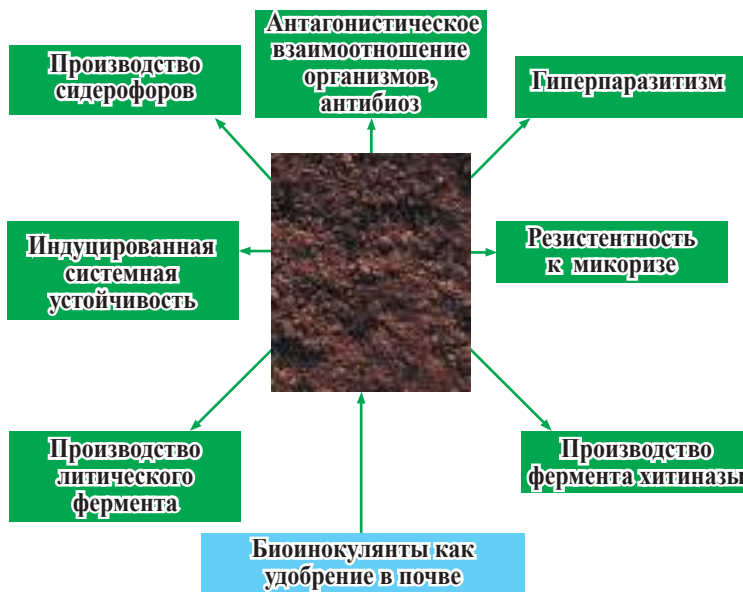 Антагонистическое
взаимоотношение
организмов,
антибиоз
Производство
сидерофоров
Гиперпаразитизм
Индуцированная
системная
устойчивость
Резистентность
к микоризе
Производство
литического
фермента
Производство
фермента хитиназы
Биоинокулянты как
удобрение в почве